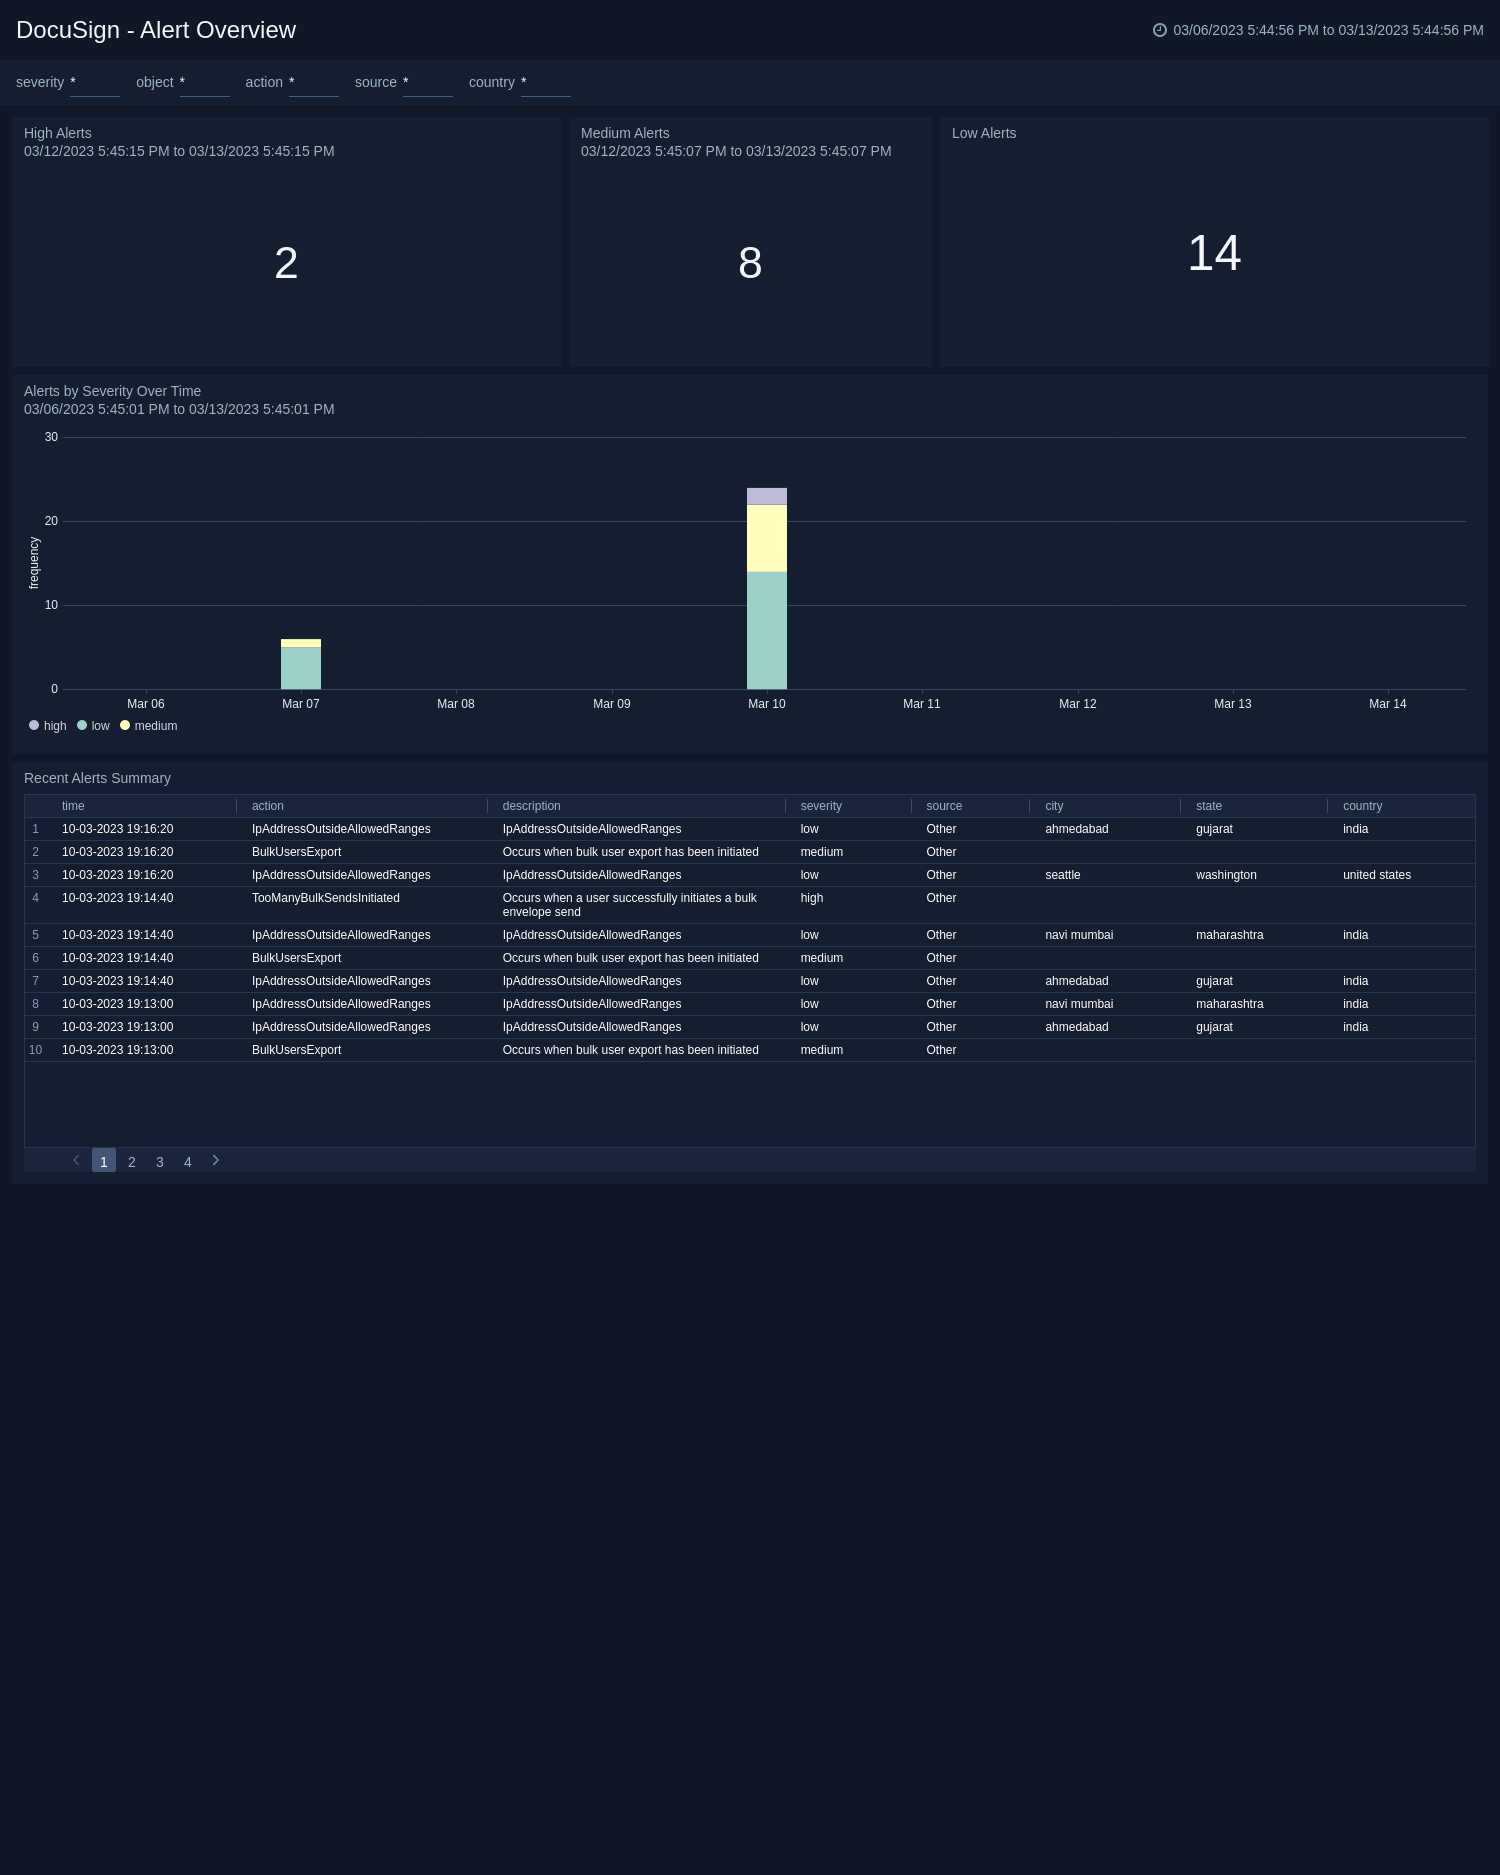 DocuSign - Alert Overview
03/06/2023 5:44:56 PM to 03/13/2023 5:44:56 PM
severity * object * action * source * country *
High Alerts
03/12/2023 5:45:15 PM to 03/13/2023 5:45:15 PM
2
Medium Alerts
03/12/2023 5:45:07 PM to 03/13/2023 5:45:07 PM
8
Low Alerts
14
Alerts by Severity Over Time
03/06/2023 5:45:01 PM to 03/13/2023 5:45:01 PM
30
20
10
0
frequency
Mar 06 Mar 07 Mar 08 Mar 09 Mar 10 Mar 11 Mar 12 Mar 13 Mar 14
high low medium
Recent Alerts Summary
time action description severity source city state country
1 10-03-2023 19:16:20 IpAddressOutsideAllowedRanges IpAddressOutsideAllowedRanges low Other ahmedabad gujarat india
2 10-03-2023 19:16:20 BulkUsersExport Occurs when bulk user export has been initiated medium Other
3 10-03-2023 19:16:20 IpAddressOutsideAllowedRanges IpAddressOutsideAllowedRanges low Other seattle washington united states
4 10-03-2023 19:14:40 TooManyBulkSendsInitiated Occurs when a user successfully initiates a bulk high Other
envelope send
5 10-03-2023 19:14:40 IpAddressOutsideAllowedRanges IpAddressOutsideAllowedRanges low Other navi mumbai maharashtra india
6 10-03-2023 19:14:40 BulkUsersExport Occurs when bulk user export has been initiated medium Other
7 10-03-2023 19:14:40 IpAddressOutsideAllowedRanges IpAddressOutsideAllowedRanges low Other ahmedabad gujarat india
8 10-03-2023 19:13:00 IpAddressOutsideAllowedRanges IpAddressOutsideAllowedRanges low Other navi mumbai maharashtra india
9 10-03-2023 19:13:00 IpAddressOutsideAllowedRanges IpAddressOutsideAllowedRanges low Other ahmedabad gujarat india
10 10-03-2023 19:13:00 BulkUsersExport Occurs when bulk user export has been initiated medium Other
1 2 3 4